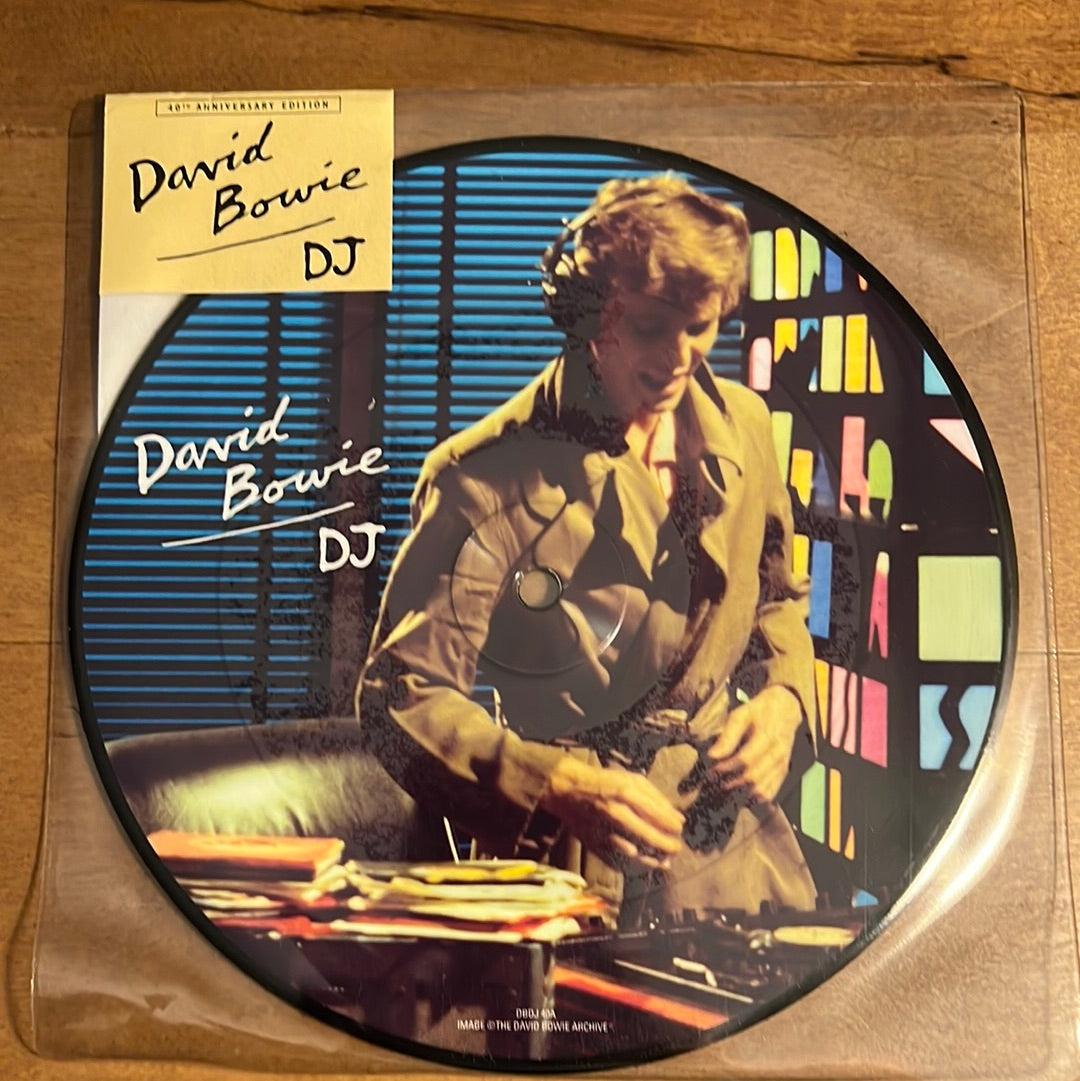 40TH ANNIVERSARY EDITION
David
Bowie
DJ
David
Bowie
DJ
DBDJ 40A
IMAGE © THE DAVID BOWIE ARCHIVE